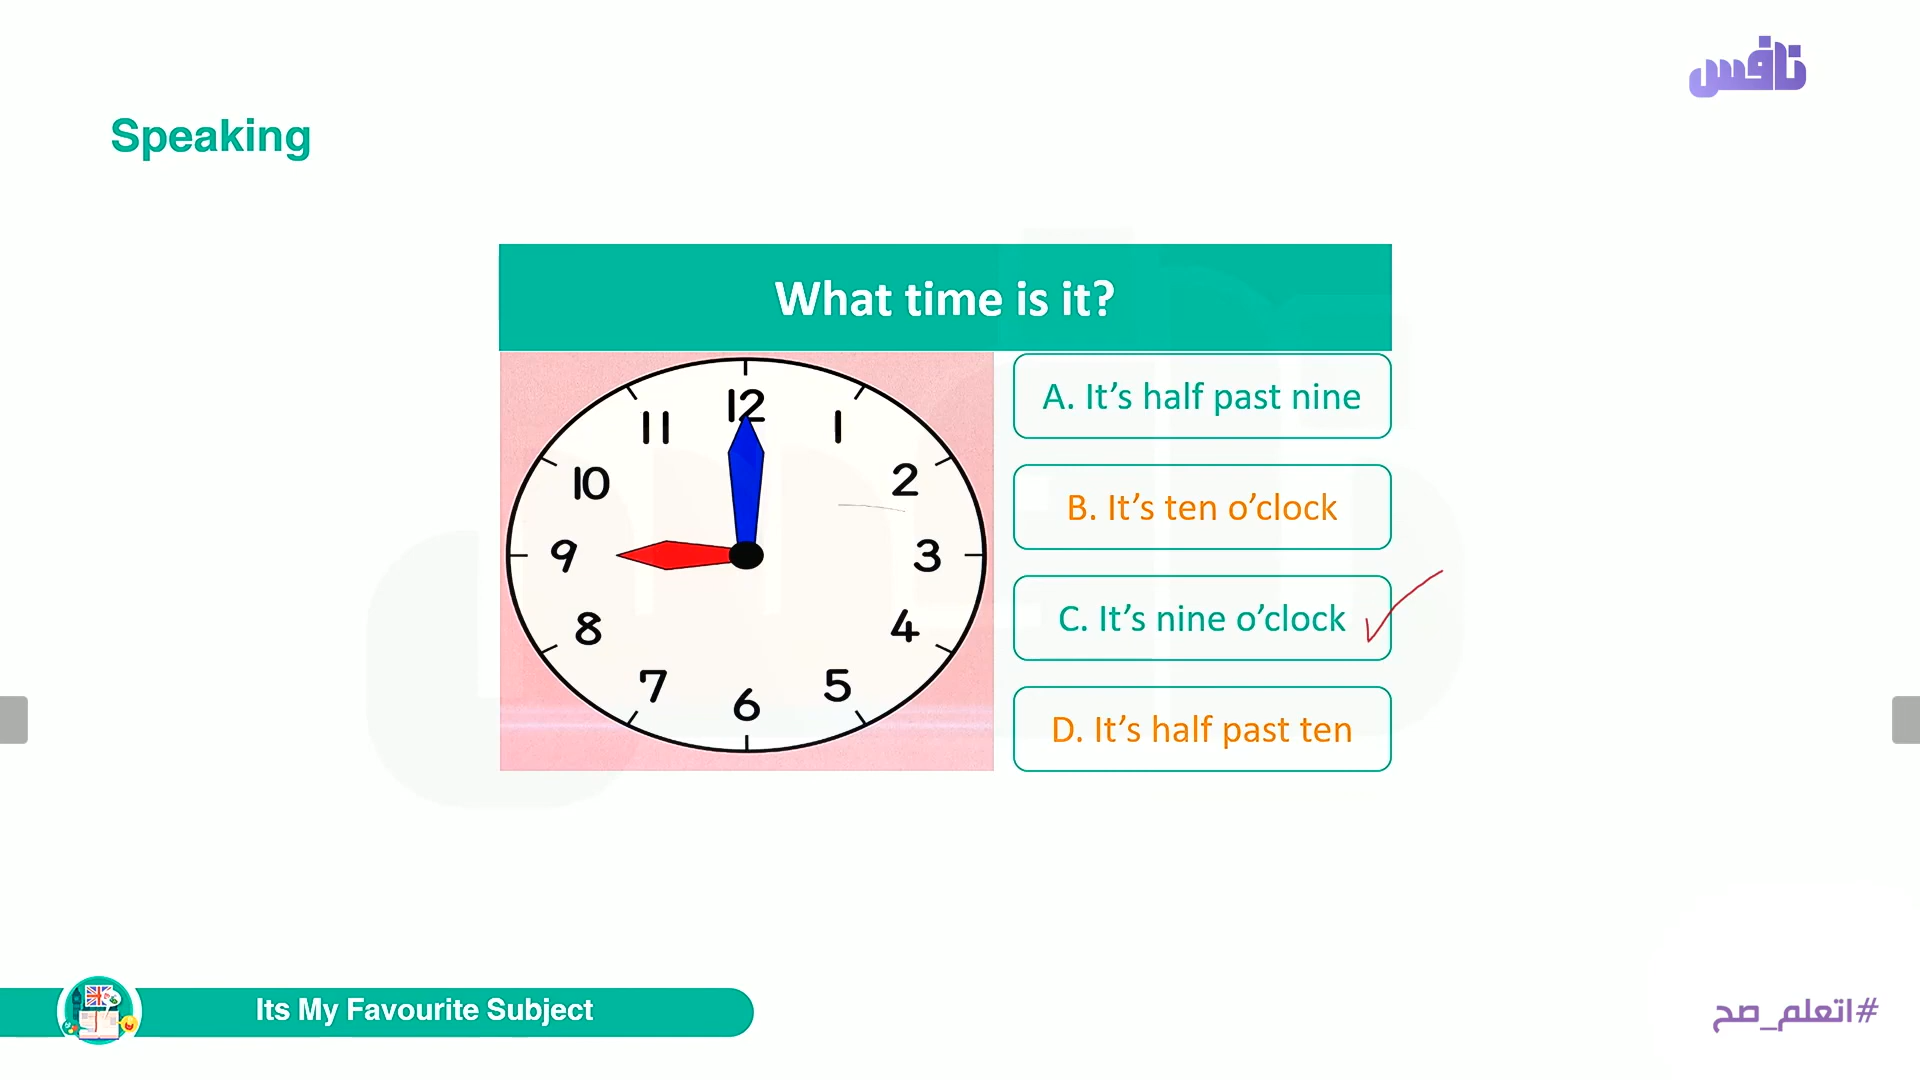 نافس
Speaking
What time is it?
12
11
1
10
2
9
3
8
4
7
5
6
A. It’s half past nine
B. It’s ten o’clock
C. It’s nine o’clock
D. It’s half past ten
Its My Favourite Subject
#اتعلم_صح